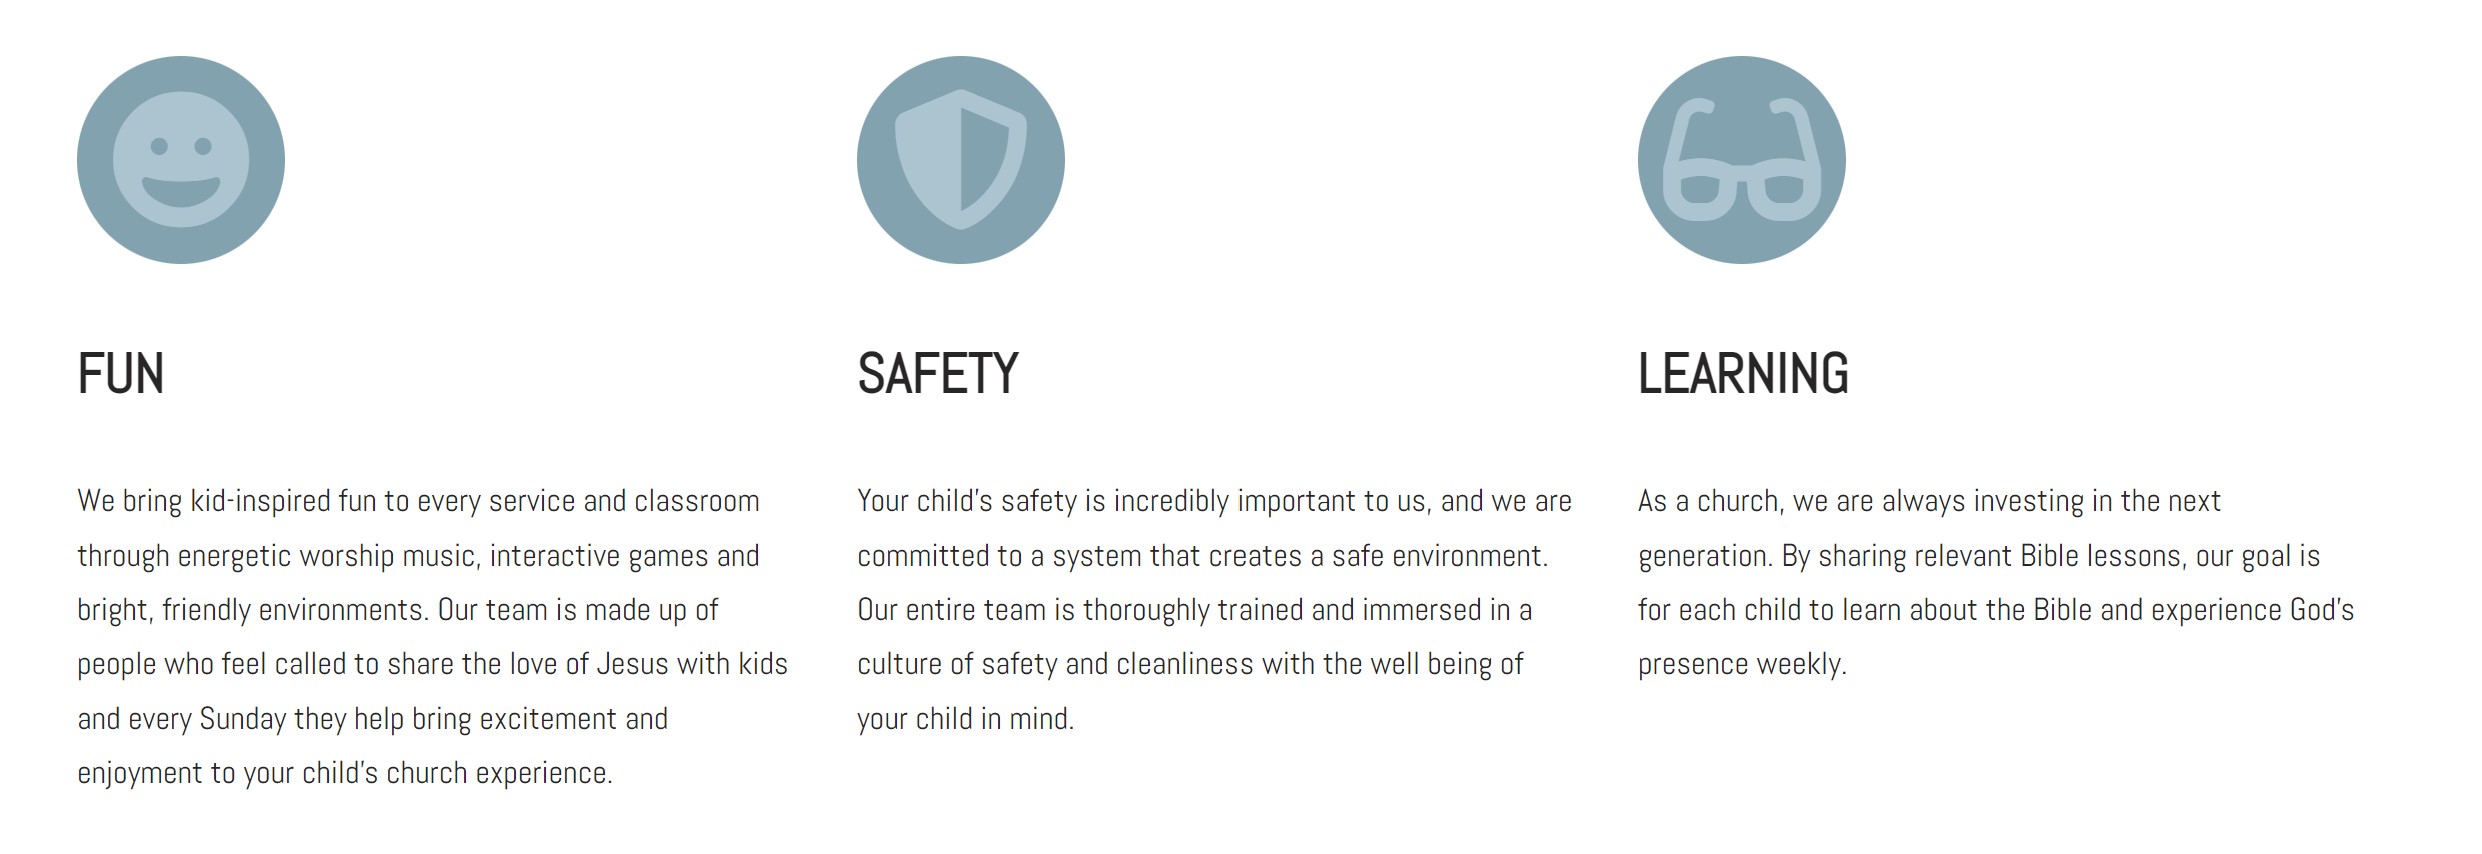 FUN
We bring kid-inspired fun to every service and classroom
through energetic worship music, interactive games and
bright, friendly environments. Our team is made up of
people who feel called to share the love of Jesus with kids
and every Sunday they help bring excitement and
enjoyment to your child's church experience.
SAFETY
Your child's safety is incredibly important to us, and we are
committed to a system that creates a safe environment.
Our entire team is thoroughly trained and immersed in a
culture of safety and cleanliness with the well being of
your child in mind.
LEARNING
As a church, we are always investing in the next
generation. By sharing relevant Bible lessons, our goal is
for each child to learn about the Bible and experience God's
presence weekly.